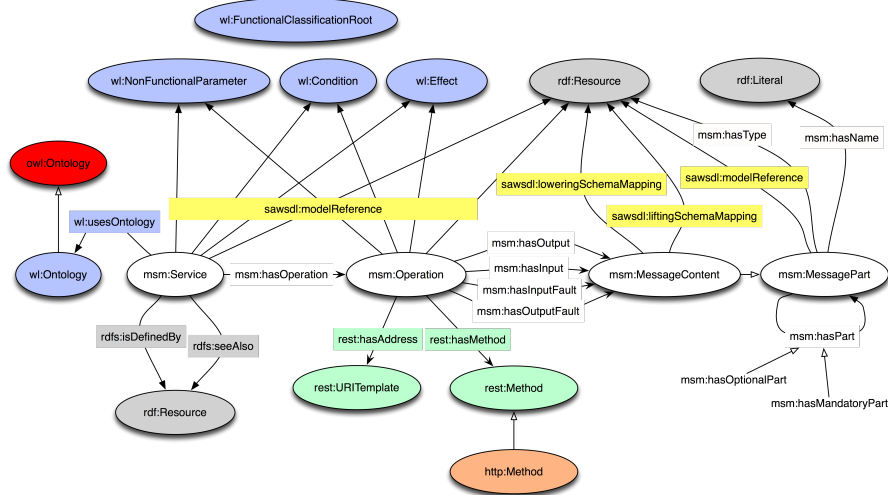 wl:FunctionalClassificationRoot
wl:NonFunctionalParameter
wl:Condition
wl:Effect
rdf:Resource
rdf:Literal
msm:hasType
msm:hasName
owl:Ontology
sawsdl:loweringSchemaMapping
sawsdl:modelReference
wl:usesOntology
sawsdl:modelReference
sawsdl:liftingSchemaMapping
msm:hasOutput
wl:Ontology
msm:Service
msm:hasOperation
msm:Operation
msm:hasInput
msm:MessageContent
msm:MessagePart
msm:hasInputFault
msm:hasOutputFault
rdfs:isDefinedBy
rdfs:seeAlso
rest:hasAddress
rest:hasMethod
msm:hasPart
rest:URITemplate
rest:Method
msm:hasOptionalPart
msm:hasMandatoryPart
rdf:Resource
http:Method